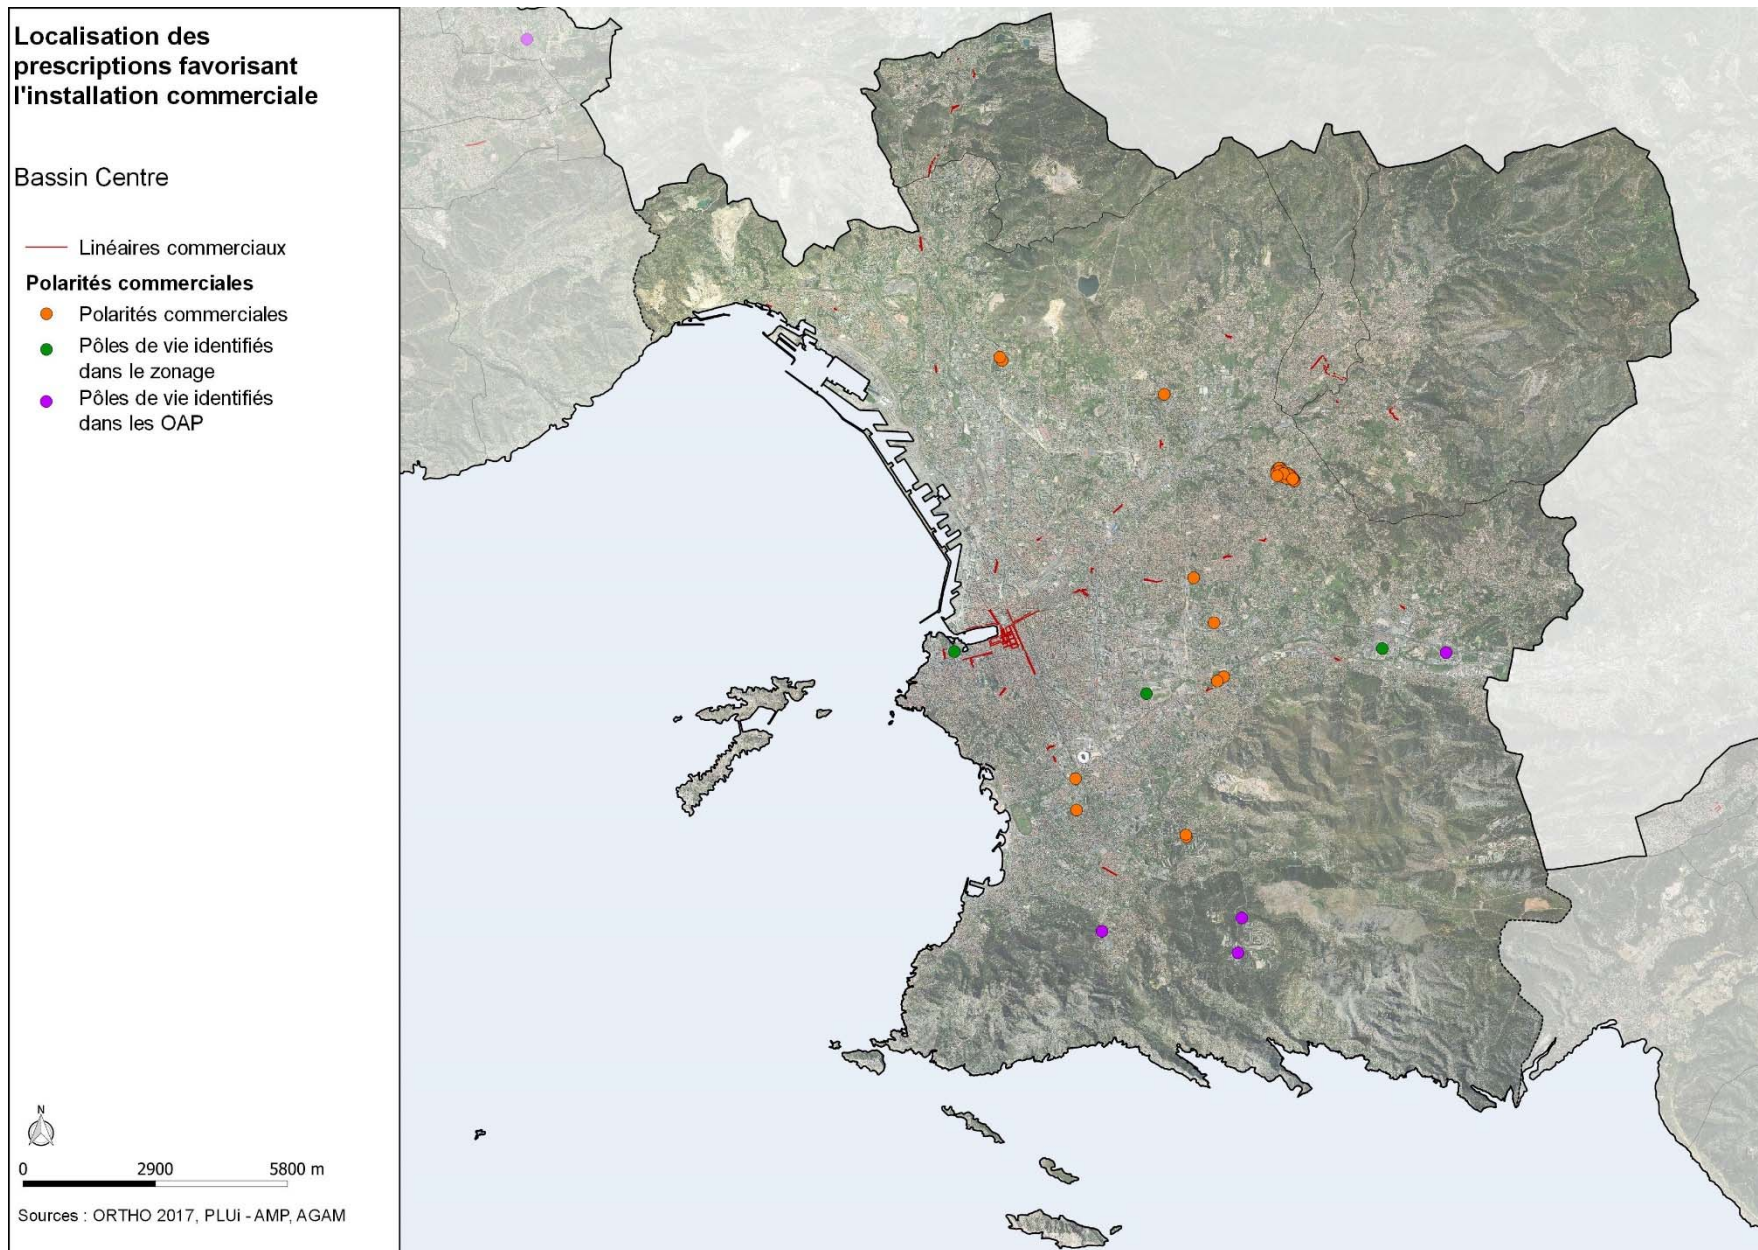 Localisation des
prescriptions favorisant
l'installation commerciale
Bassin Centre
Linéaires commerciaux
Polarités commerciales
Polarités commerciales
Pôles de vie identifiés
dans le zonage
Pôles de vie identifiés
dans les OAP
N
0 2900 5800 m
Sources : ORTHO 2017, PLUi - AMP, AGAM